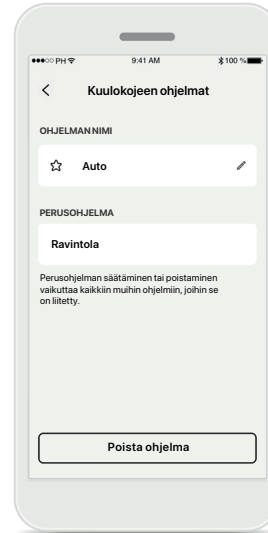 ●●●○○ PH 9:41 AM 100 %
Kuulokojeen ohjelmat
OHJELMAN NIMI
Auto
PERUSOHJELMA
Ravintola
Perusohjelman säätäminen tai poistaminen
vaikuttaa kaikkiin muihin ohjelmiin, joihin se
on liitetty.
Poista ohjelma